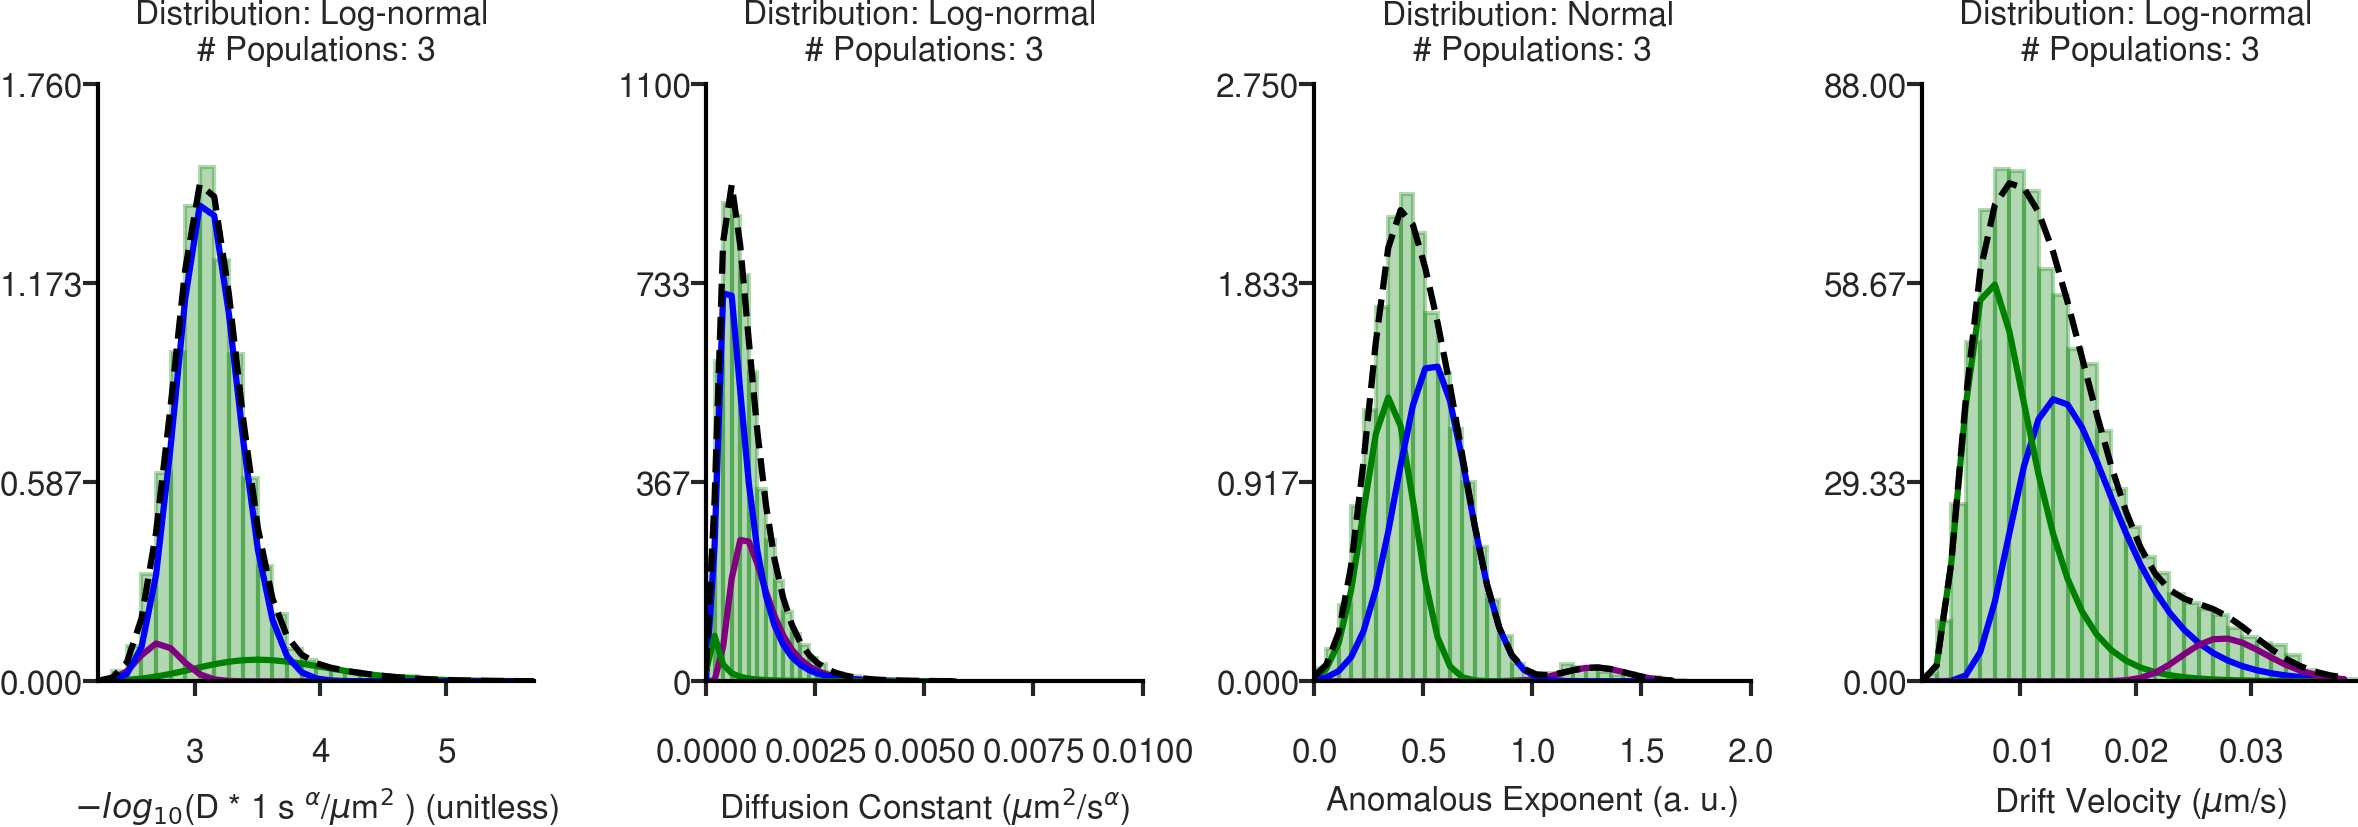 Distribution: Log-normal
# Populations: 3
1.760
1.173
0.587
0.000
3 4 5
−log10(D * 1 s α/μm2 ) (unitless)
Distribution: Log-normal
# Populations: 3
1100
733
367
0
0.0000 0.0025 0.0050 0.0075 0.0100
Diffusion Constant (μm2/sα)
Distribution: Normal
# Populations: 3
2.750
1.833
0.917
0.000
0.0 0.5 1.0 1.5 2.0
Anomalous Exponent (a. u.)
Distribution: Log-normal
# Populations: 3
88.00
58.67
29.33
0.00
0.01 0.02 0.03
Drift Velocity (μm/s)